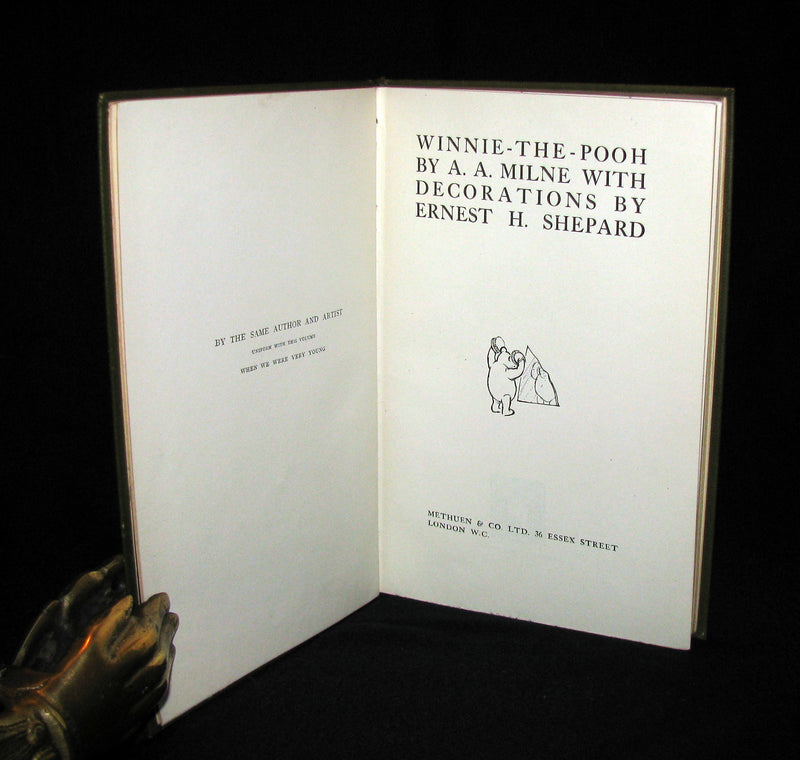 BY THE SAME AUTHOR AND ARTIST
UNIFORM WITH THIS VOLUME
WHEN WE WERE VERY YOUNG
WINNIE-THE-POOH
BY A. A. MILNE WITH
DECORATIONS BY
ERNEST H. SHEPARD
METHUEN & CO. LTD. 36 ESSEX STREET
LONDON W.C.